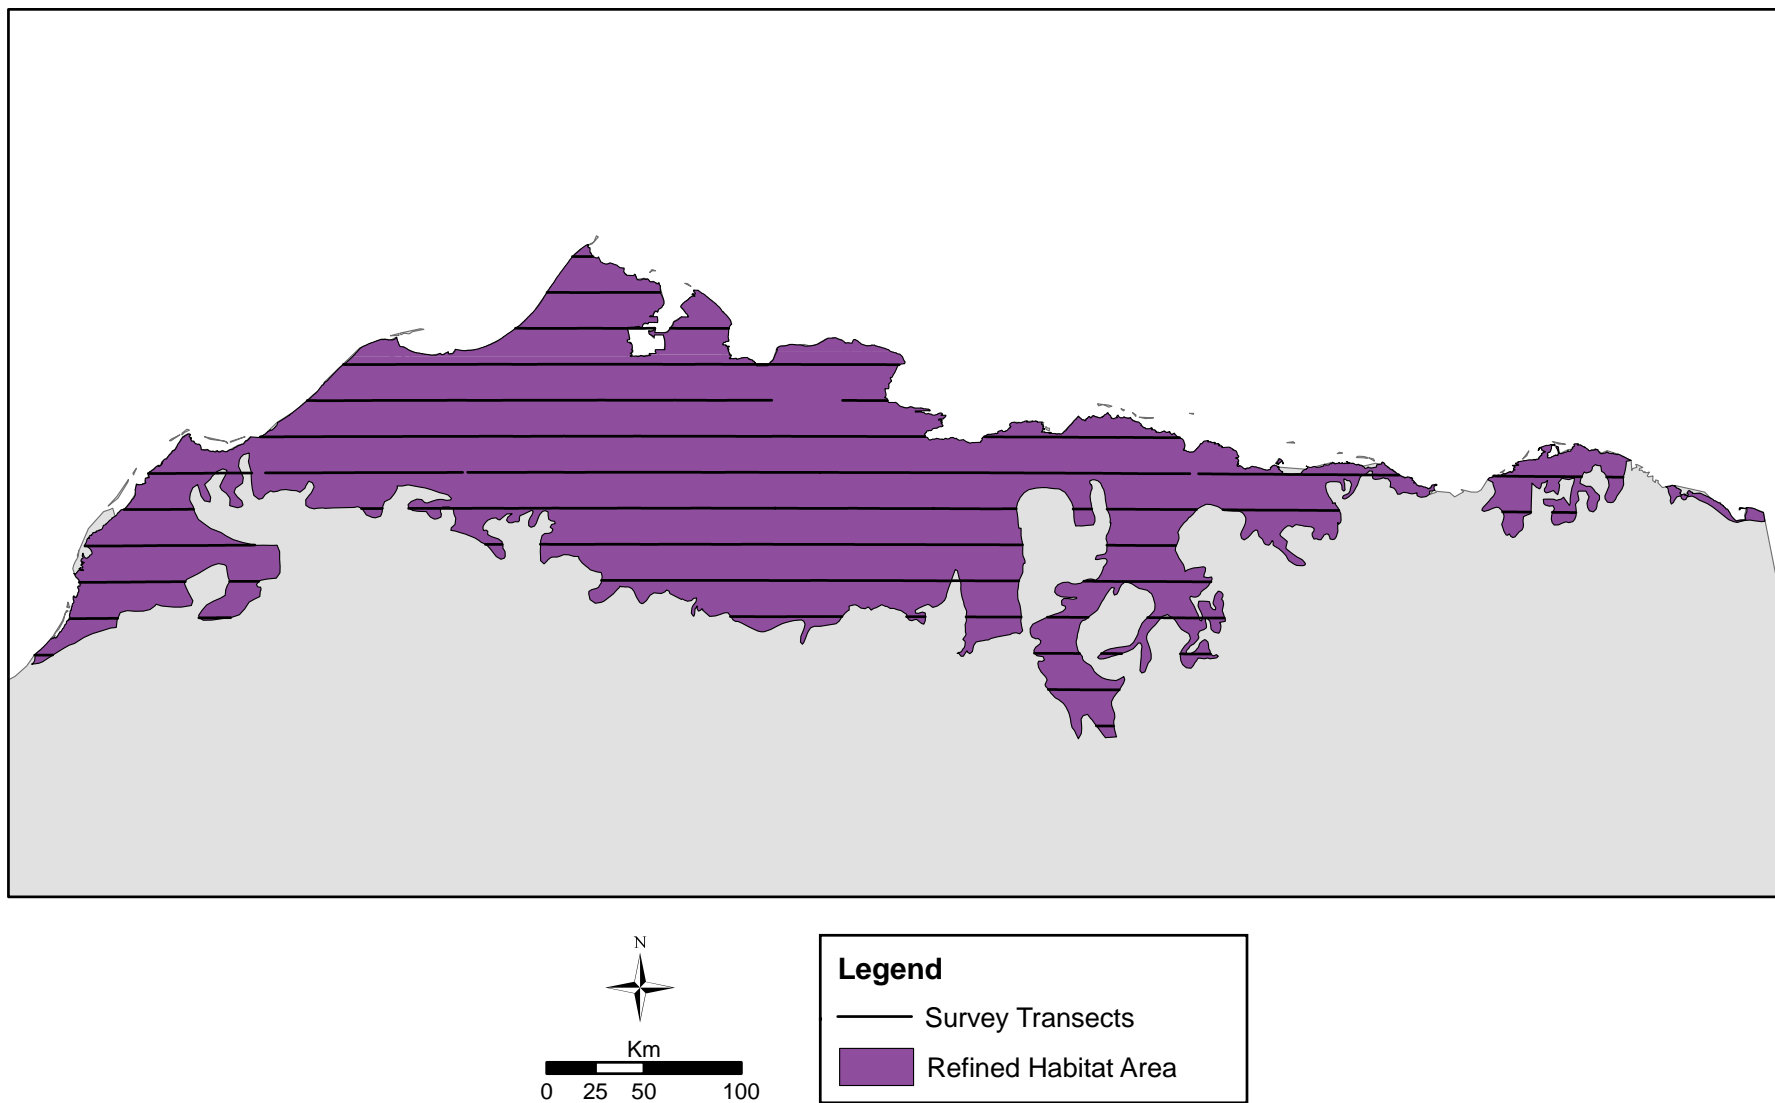 N
Km
0 25 50 100
Legend
Survey Transects
Refined Habitat Area